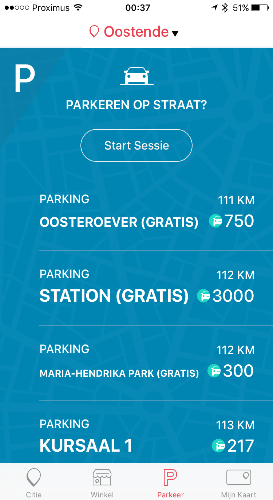 Proximus 00:37 51%
Oostende
P
PARKEREN OP STRAAT?
Start Sessie
PARKING 111 KM
OOSTEROEVER (GRATIS) 750
PARKING 112 KM
STATION (GRATIS) 3000
PARKING 112 KM
MARIA-HENDRIKA PARK (GRATIS) 300
PARKING 113 KM
KURSAAL 1 217
Citie Winkel Parkeer Mijn Kaart